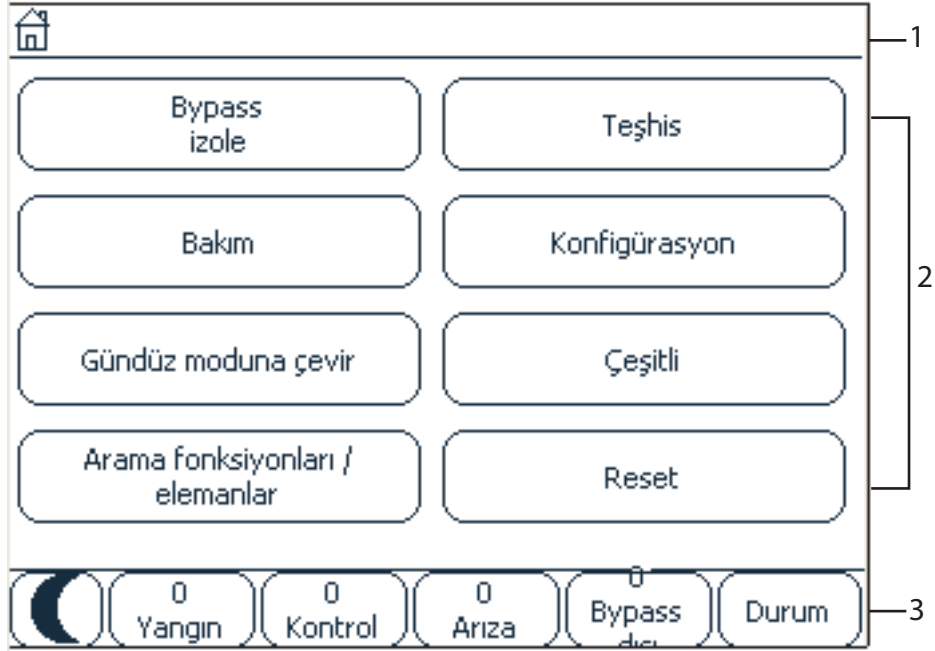 1
Bypass
izole
Teşhis
Bakım
Konfigürasyon
2
Gündüz moduna çevir
Çeşitli
Arama fonksiyonları /
elemanlar
Reset
0
Yangın
0
Kontrol
0
Arıza
0
Bypass
dışı
Durum
3